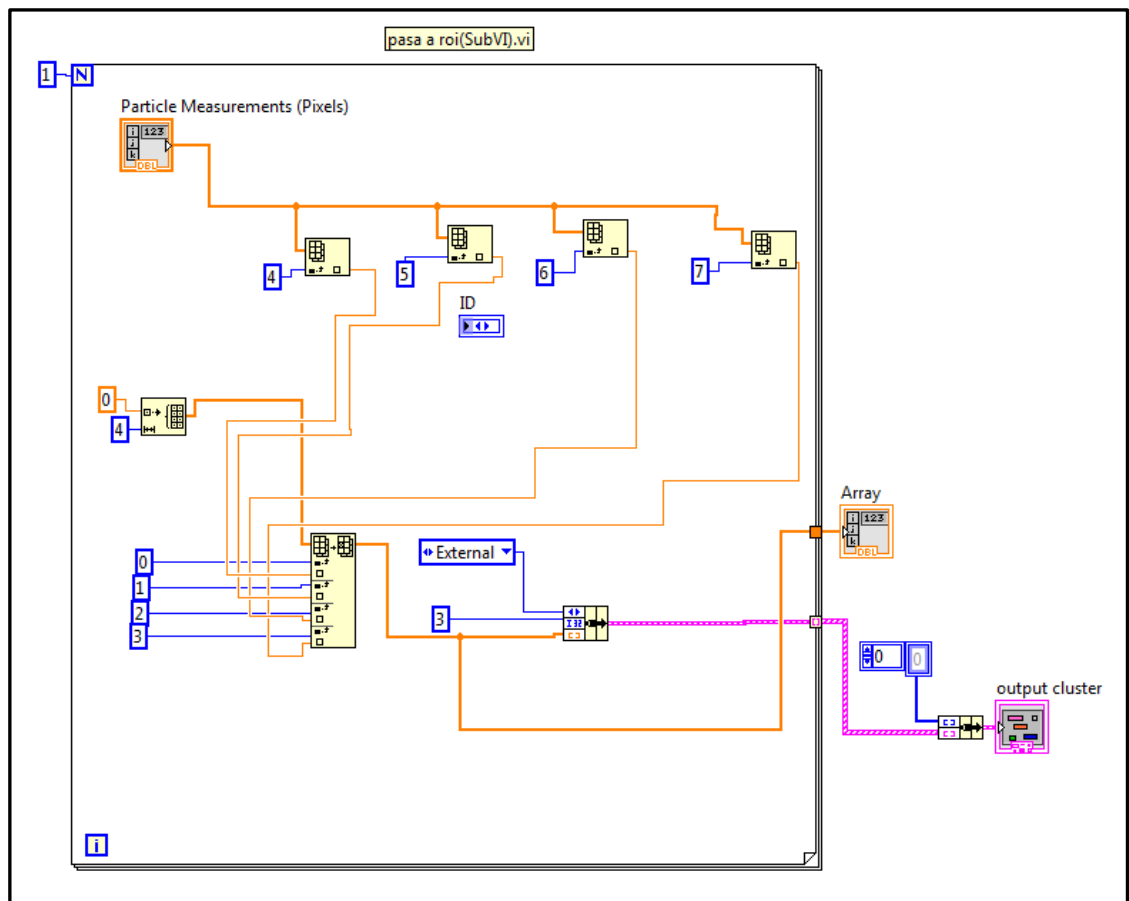 pasa a roi(SubVI).vi
1
N
Particle Measurements (Pixels)
i
j
k
123
DBL
4
5
6
7
ID
0
4
Array
i
j
k
123
DBL
External
0
1
2
3
3
I32
0
0
output cluster
i